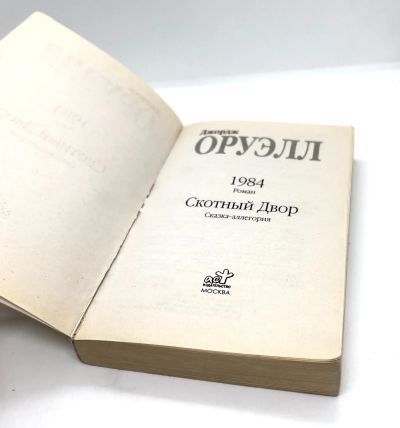 Джордж
ОРУЭЛЛ
1984
Роман
Скотный Двор
Сказка-аллегория
аст
издательство
МОСКВА